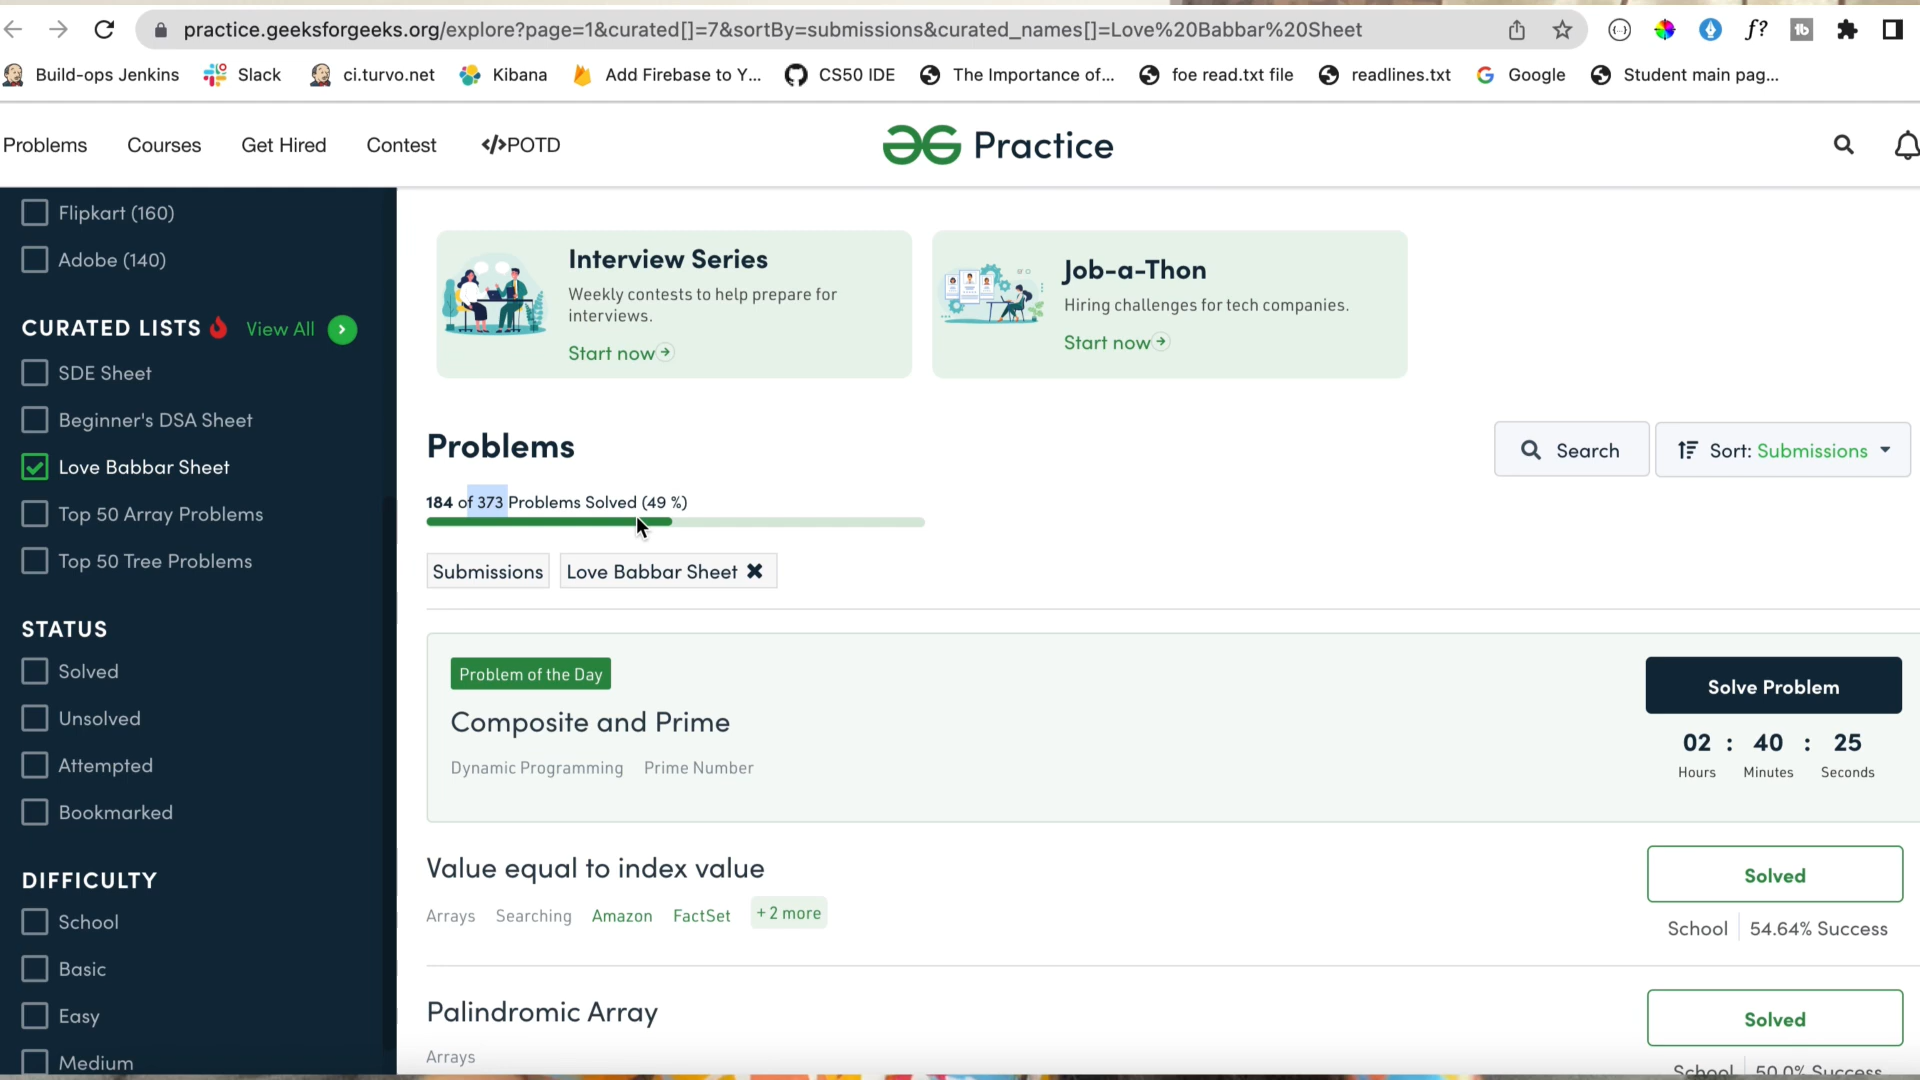 practice.geeksforgeeks.org/explore?page=1&curated[]=7&sortBy=submissions&curated_names[]=Love%20Babbar%20Sheet
Build-ops Jenkins Slack ci.turvo.net Kibana Add Firebase to Y... CS50 IDE The Importance of... foe read.txt file readlines.txt Google Student main pag...
Problems Courses Get Hired Contest </>POTD Practice
Flipkart (160)
Adobe (140)
CURATED LISTS View All
SDE Sheet
Beginner's DSA Sheet
Love Babbar Sheet
Top 50 Array Problems
Top 50 Tree Problems
STATUS
Solved
Unsolved
Attempted
Bookmarked
DIFFICULTY
School
Basic
Easy
Medium
Interview Series
Weekly contests to help prepare for
interviews.
Start now
Job-a-Thon
Hiring challenges for tech companies.
Start now
Problems
Search
Sort: Submissions
184 of 373 Problems Solved (49 %)
Submissions Love Babbar Sheet
Problem of the Day
Composite and Prime
Dynamic Programming Prime Number
Solve Problem
02 : 40 : 25
Hours Minutes Seconds
Value equal to index value
Arrays Searching Amazon FactSet + 2 more
Solved
School 54.64% Success
Palindromic Array
Arrays
Solved
School 50.0% Success